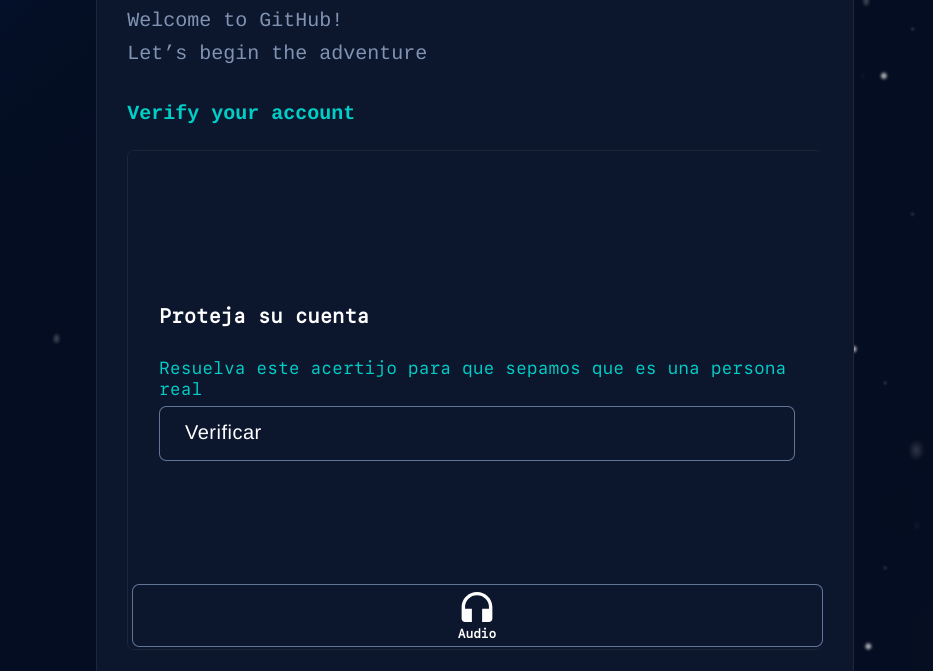 Welcome to GitHub!
Let’s begin the adventure
Verify your account
Proteja su cuenta
Resuelva este acertijo para que sepamos que es una persona
real
Verificar
Audio